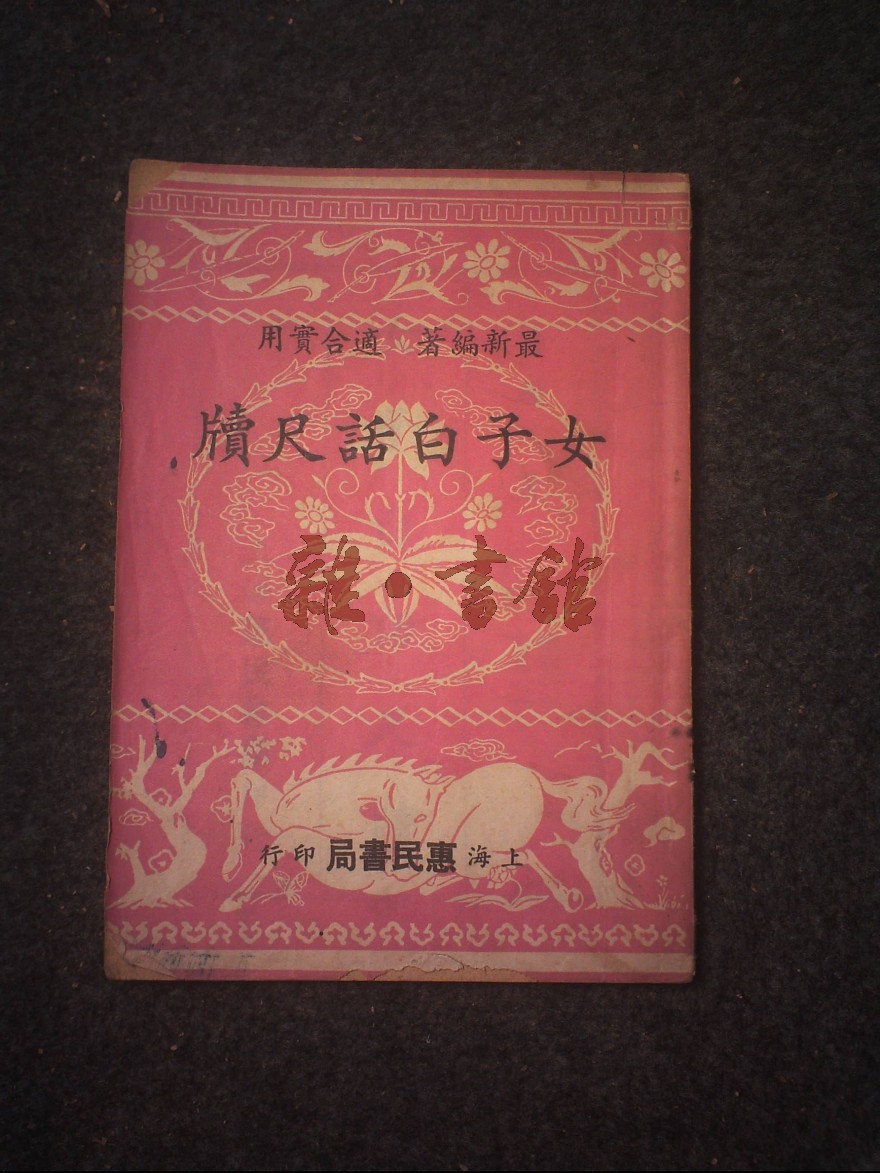 最新編著 適合實用
女子白話尺牘
雜·書館
上海惠民書局印行